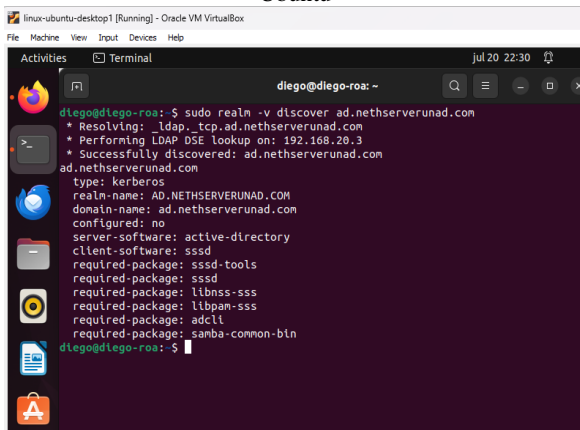 linux-ubuntu-desktop1 [Running] - Oracle VM VirtualBox
File Machine View Input Devices Help
Activities Terminal jul 20 22:30
diego@diego-roa: ~
diego@diego-roa:~$ sudo realm -v discover ad.nethserverunad.com
* Resolving: _ldap._tcp.ad.nethserverunad.com
* Performing LDAP DSE lookup on: 192.168.20.3
* Successfully discovered: ad.nethserverunad.com
ad.nethserverunad.com
type: kerberos
realm-name: AD.NETHSERVERUNAD.COM
domain-name: ad.nethserverunad.com
configured: no
server-software: active-directory
client-software: sssd
required-package: sssd-tools
required-package: sssd
required-package: libnss-sss
required-package: libpam-sss
required-package: adcli
required-package: samba-common-bin
diego@diego-roa:~$